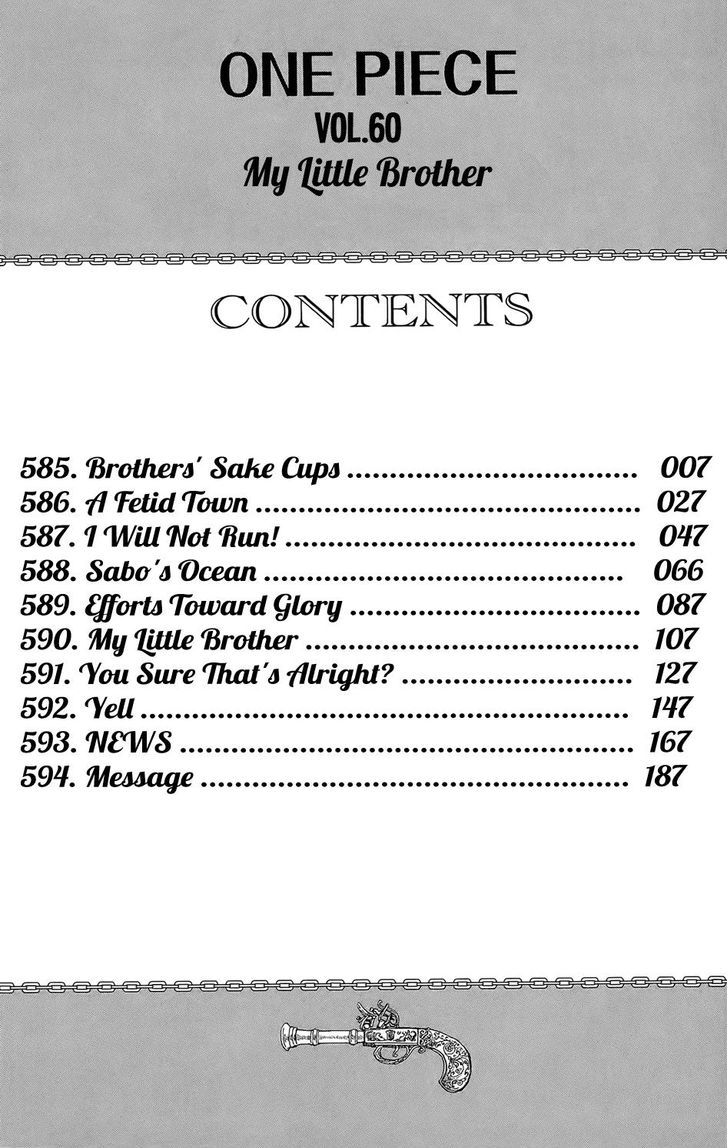 ONE PIECE
VOL.60
My Little Brother
CONTENTS
585. Brothers' Sake Cups .................................. 007
586. A Fetid Town ............................................. 027
587. I Will Not Run! ......................................... 047
588. Sabo's Ocean .......................................... 066
589. Efforts Toward Glory .................................. 087
590. My Little Brother ....................................... 107
591. You Sure That's Alright? ........................... 127
592. Yell ......................................................... 147
593. NEWS ..................................................... 167
594. Message .................................................. 187